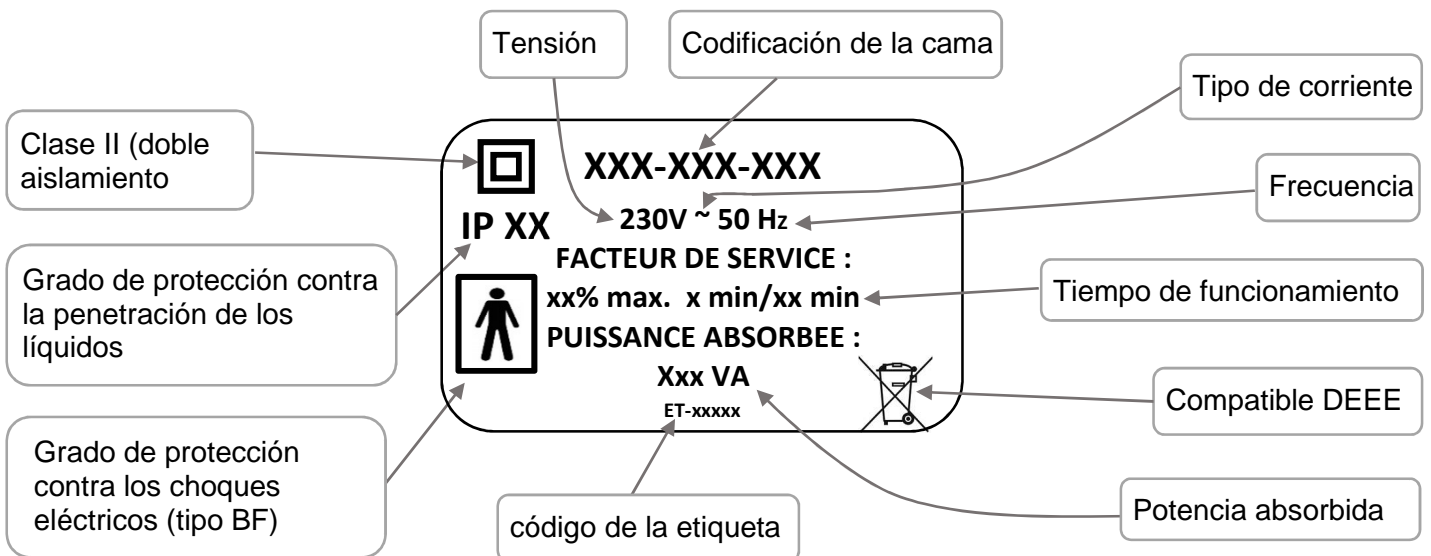 Tensión
Codificación de la cama
Tipo de corriente
Clase II (doble
aislamiento
XXX-XXX-XXX
Frecuencia
IP XX
230V ~ 50 Hz
FACTEUR DE SERVICE :
Grado de protección contra
la penetración de los
líquidos
xx% max. x min/xx min
Tiempo de funcionamiento
PUISSANCE ABSORBEE :
Xxx VA
ET-xxxxx
Compatible DEEE
Grado de protección
contra los choques
eléctricos (tipo BF)
código de la etiqueta
Potencia absorbida